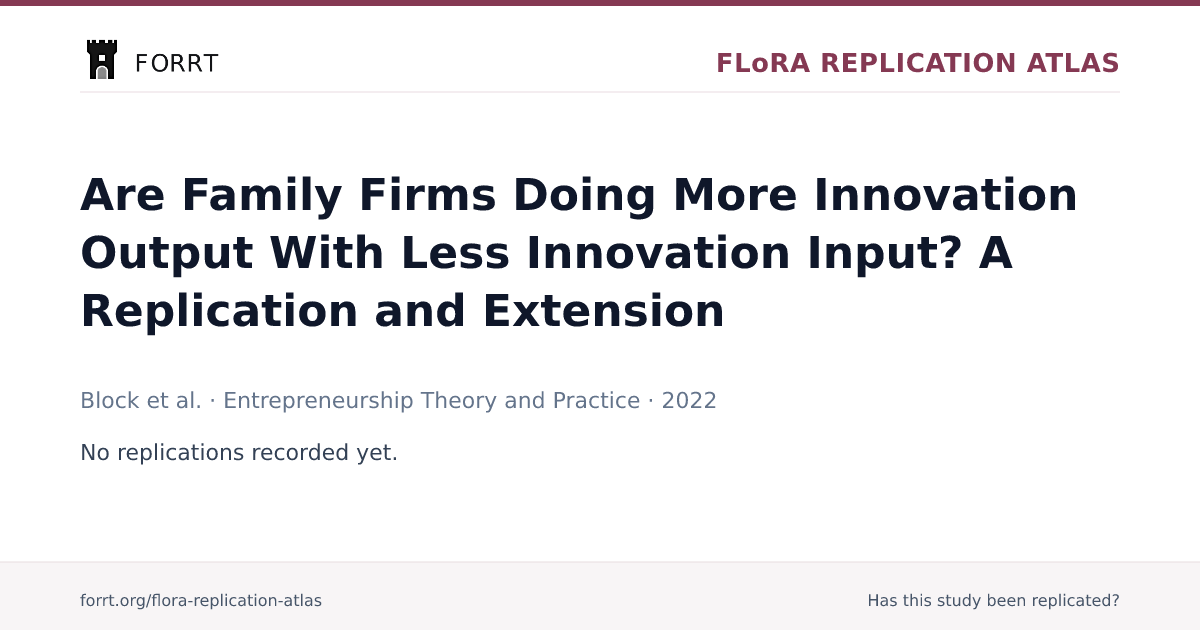 FORRT
FLoRA REPLICATION ATLAS
Are Family Firms Doing More Innovation
Output With Less Innovation Input? A
Replication and Extension
Block et al. · Entrepreneurship Theory and Practice · 2022
No replications recorded yet.
forrt.org/flora-replication-atlas
Has this study been replicated?